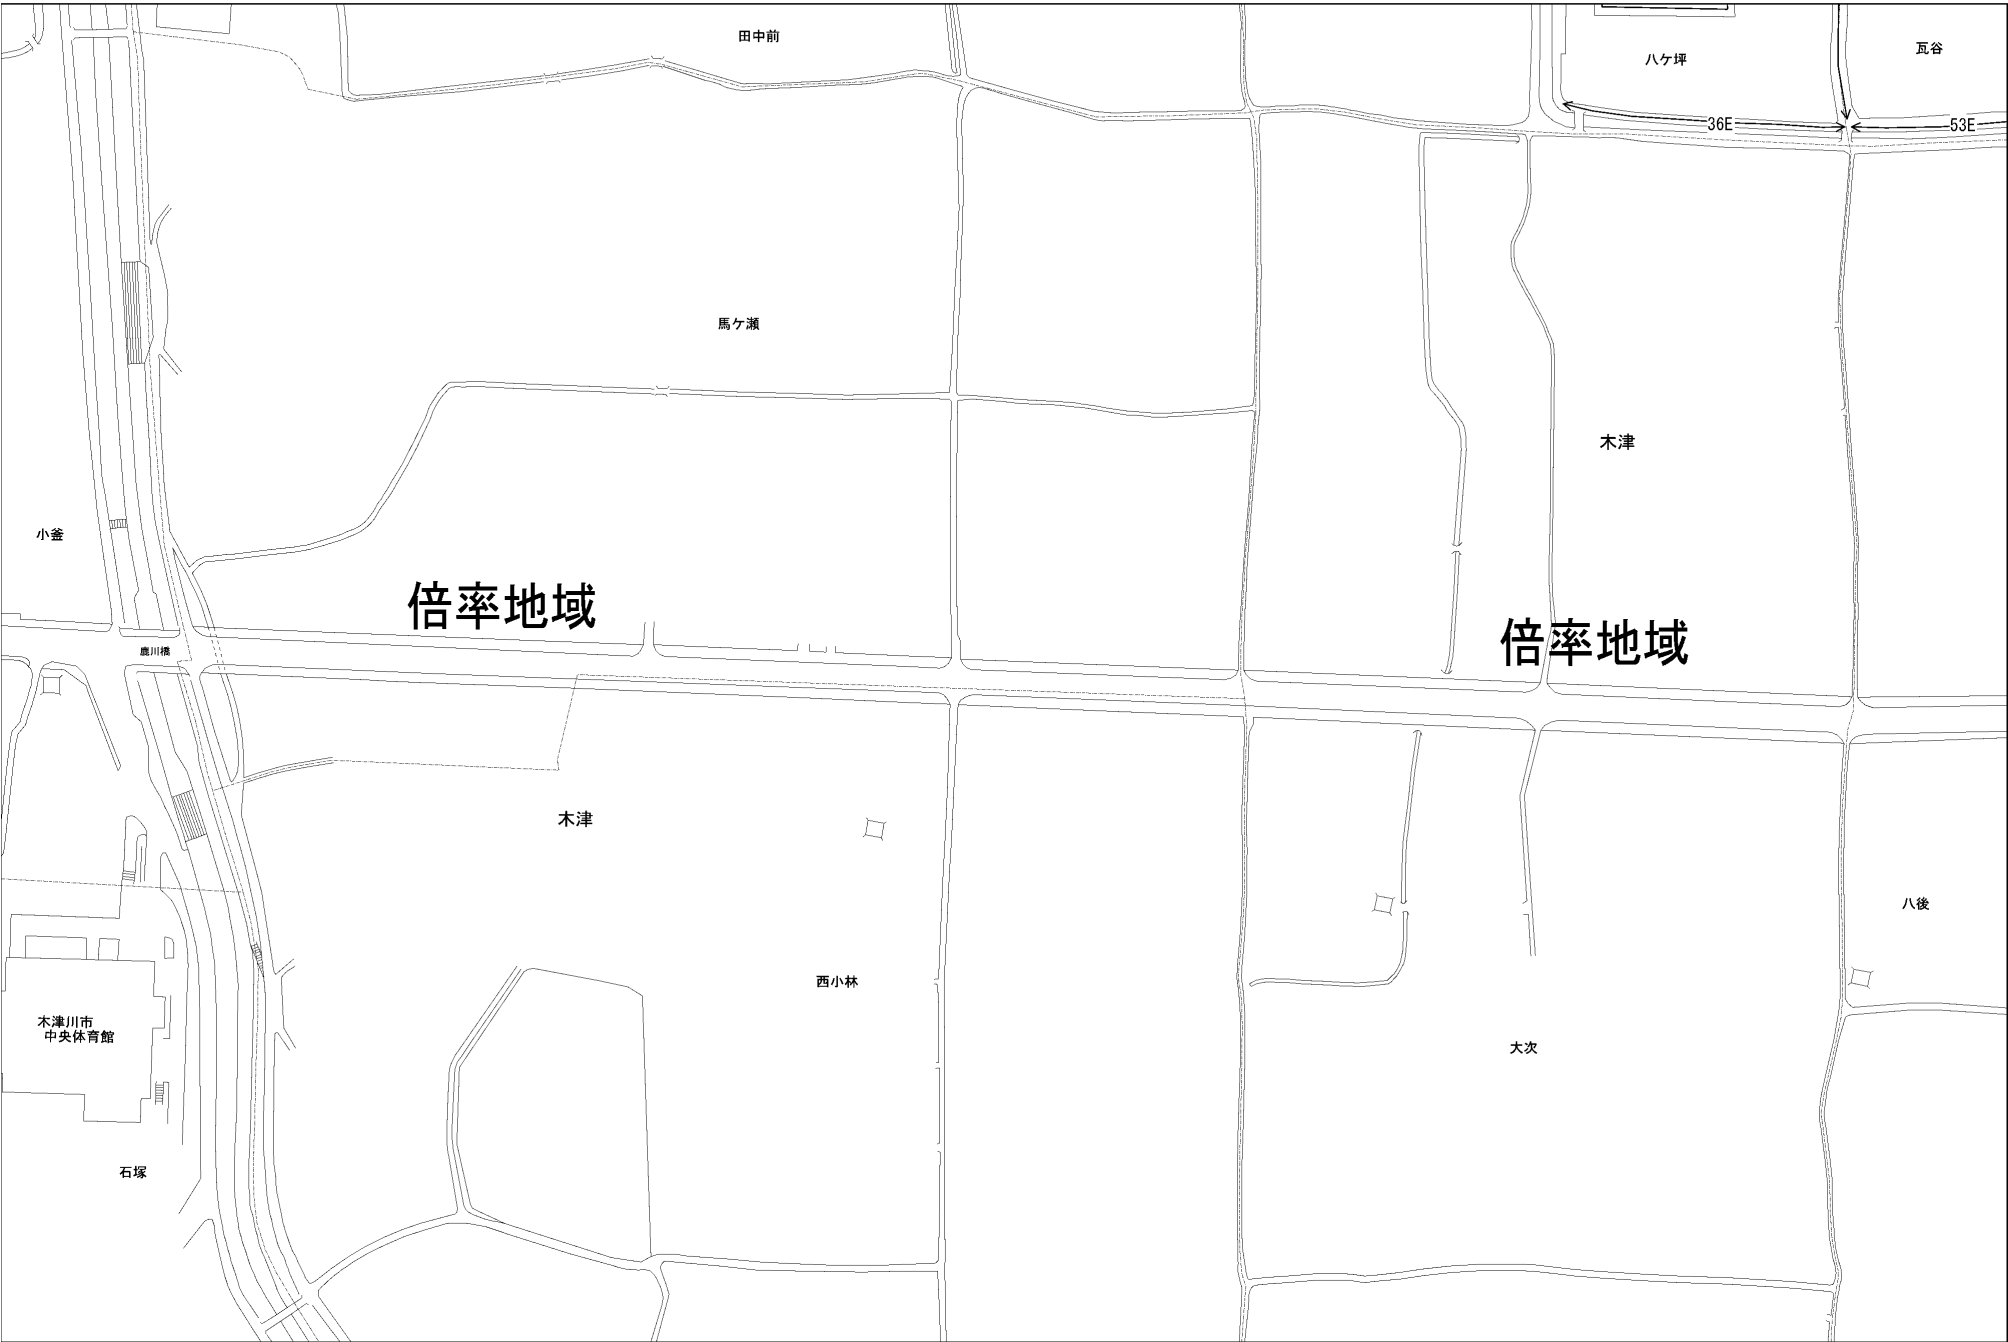 田中前
八ケ坪
瓦谷
36E
53E
馬ケ瀬
木津
小釜
倍率地域
倍率地域
鹿川橋
木津
八後
西小林
木津川市
中央体育館
大次
石塚